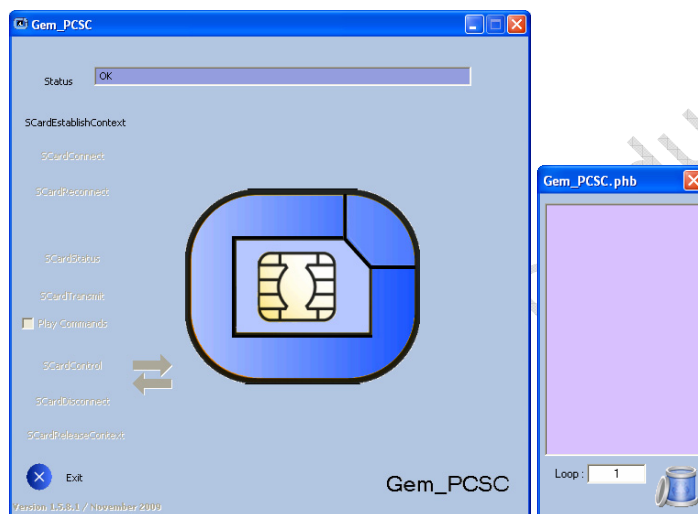 Gem_PCSC
Status
OK
SCardEstablishContext
SCardConnect
SCardReconnect
SCardStatus
SCardTransmit
Play Commands
SCardControl
SCardDisconnect
SCardReleaseContext
Exit
Gem_PCSC
Gem_PCSC.phb
Loop :
1